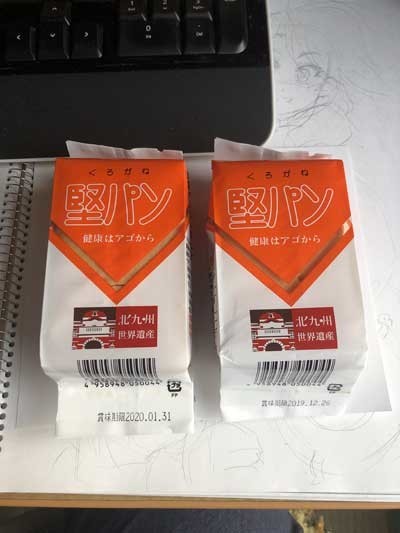 くろがね
堅パン
健康はアゴから
北九州
世界遺産
賞味期限2020.01.31
くろがね
堅パン
健康はアゴから
北九州
世界遺産
賞味期限2019.12.26